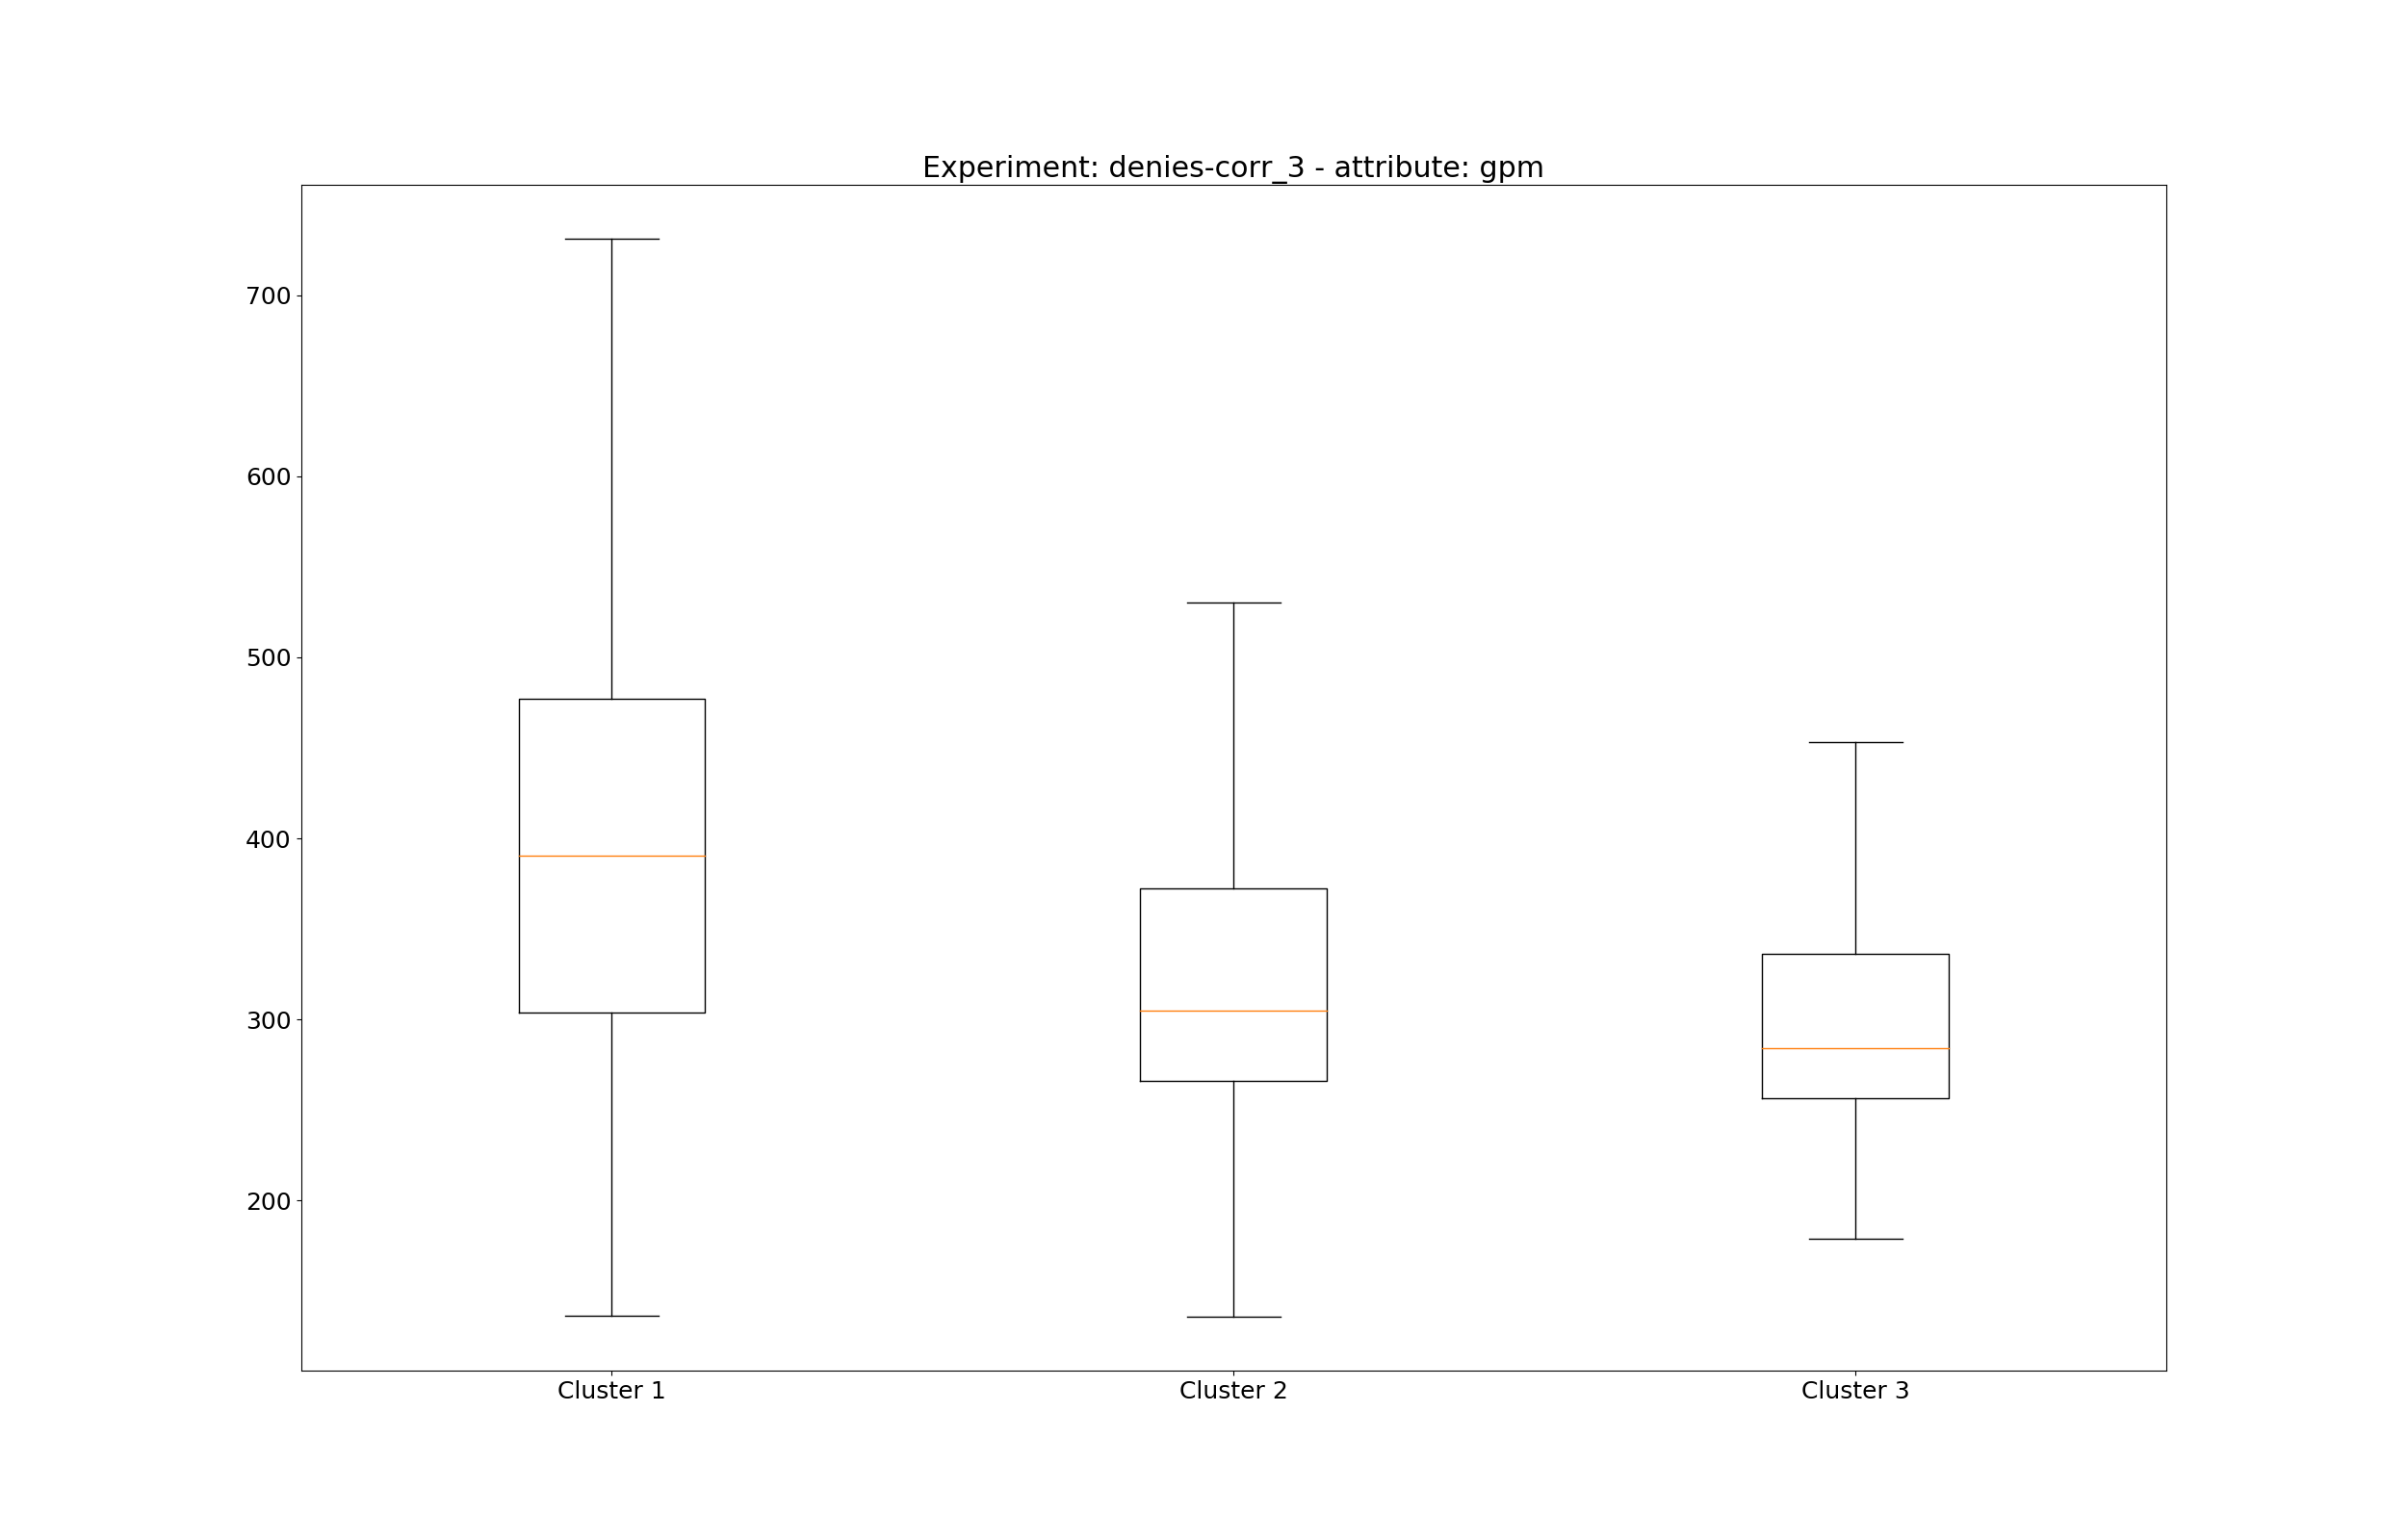 Experiment: denies-corr_3 - attribute: gpm
700
600
500
400
300
200
Cluster 1
Cluster 2
Cluster 3